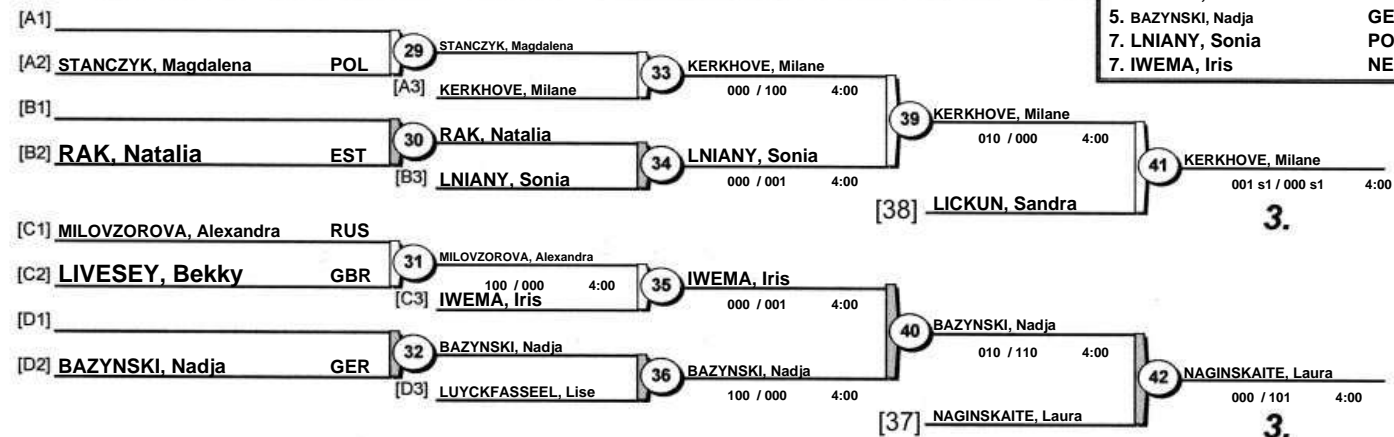 [A1]
[A2] STANCZYK, Magdalena POL
29
STANCZYK, Magdalena
[A3] KERKHOVE, Milane
33
KERKHOVE, Milane
000 / 100 4:00
[B1]
[B2] RAK, Natalia EST
30
RAK, Natalia
[B3] LNIANY, Sonia
34
LNIANY, Sonia
000 / 001 4:00
39
KERKHOVE, Milane
010 / 000 4:00
[38] LICKUN, Sandra
41
KERKHOVE, Milane
001 s1 / 000 s1 4:00
3.
[C1] MILOVZOROVA, Alexandra RUS
[C2] LIVESEY, Bekky GBR
31
MILOVZOROVA, Alexandra
100 / 000 4:00
[C3] IWEMA, Iris
35
IWEMA, Iris
000 / 001 4:00
[D1]
[D2] BAZYNSKI, Nadja GER
32
BAZYNSKI, Nadja
[D3] LUYCKFASSEEL, Lise
36
BAZYNSKI, Nadja
100 / 000 4:00
40
BAZYNSKI, Nadja
010 / 110 4:00
[37] NAGINSKAITE, Laura
42
NAGINSKAITE, Laura
000 / 101 4:00
3.
5. BAZYNSKI, Nadja GE
7. LNIANY, Sonia PO
7. IWEMA, Iris NE